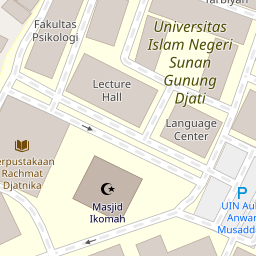 Fakultas
Psikologi
Universitas
Islam Negeri
Sunan
Gunung
Djati
Lecture
Hall
Language
Center
Rachmat
Djatnika
Masjid
Ikomah
P
UIN
Anwar